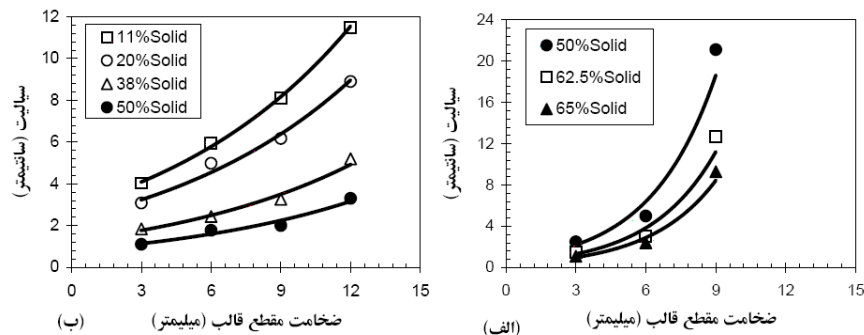 12
10
8
6
4
2
0
0
3
6
9
12
15
11%Solid
20%Solid
38%Solid
50%Solid
سیالیت (سانتیمتر)
ضخامت مقطع قالب (میلیمتر)
(ب)
24
20
16
12
8
4
0
0
3
6
9
12
15
50%Solid
62.5%Solid
65%Solid
سیالیت (سانتیمتر)
ضخامت مقطع قالب (میلیمتر)
(الف)